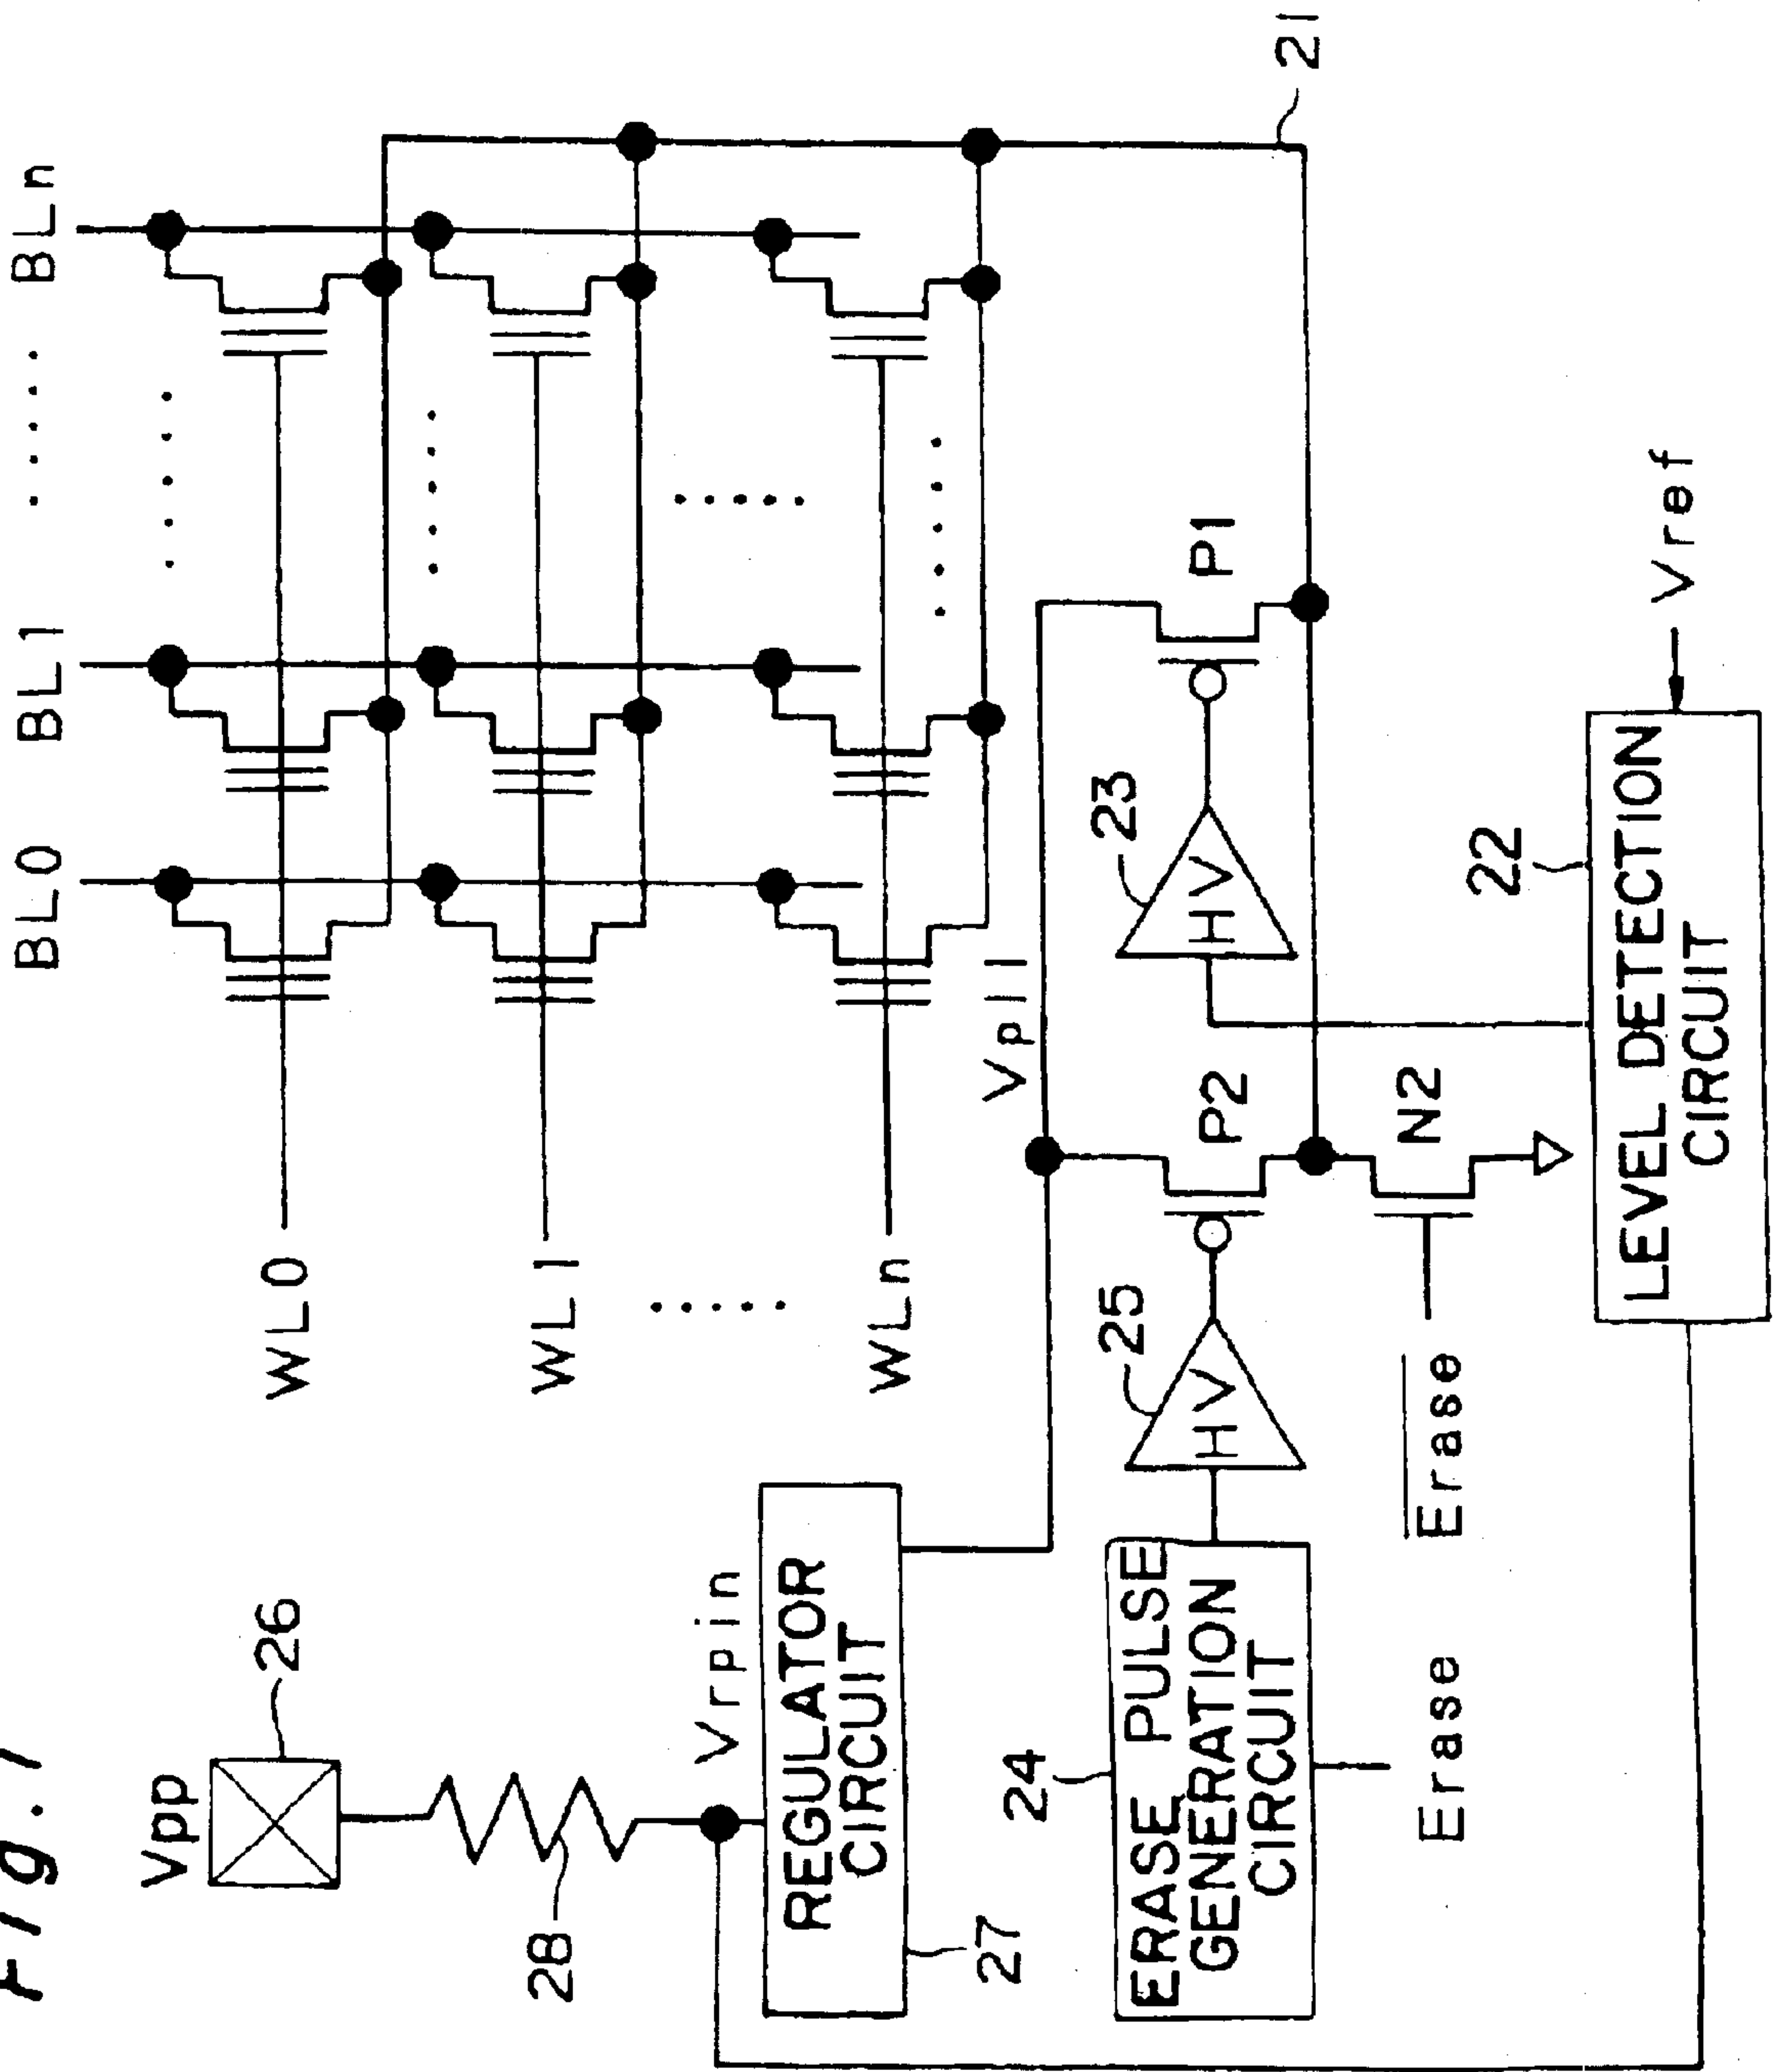 Fig. 1
BL0 BL1 ..... BLn
WL0
WL1
.....
WLn
Vpp
26
28
Vrpin
REGULATOR
CIRCUIT
27
Vpll
21
24
ERASE PULSE
GENERATION
CIRCUIT
25
HV
P2
23
HV
P1
Erase
Erase
N2
22
LEVEL DETECTION
CIRCUIT
Vref